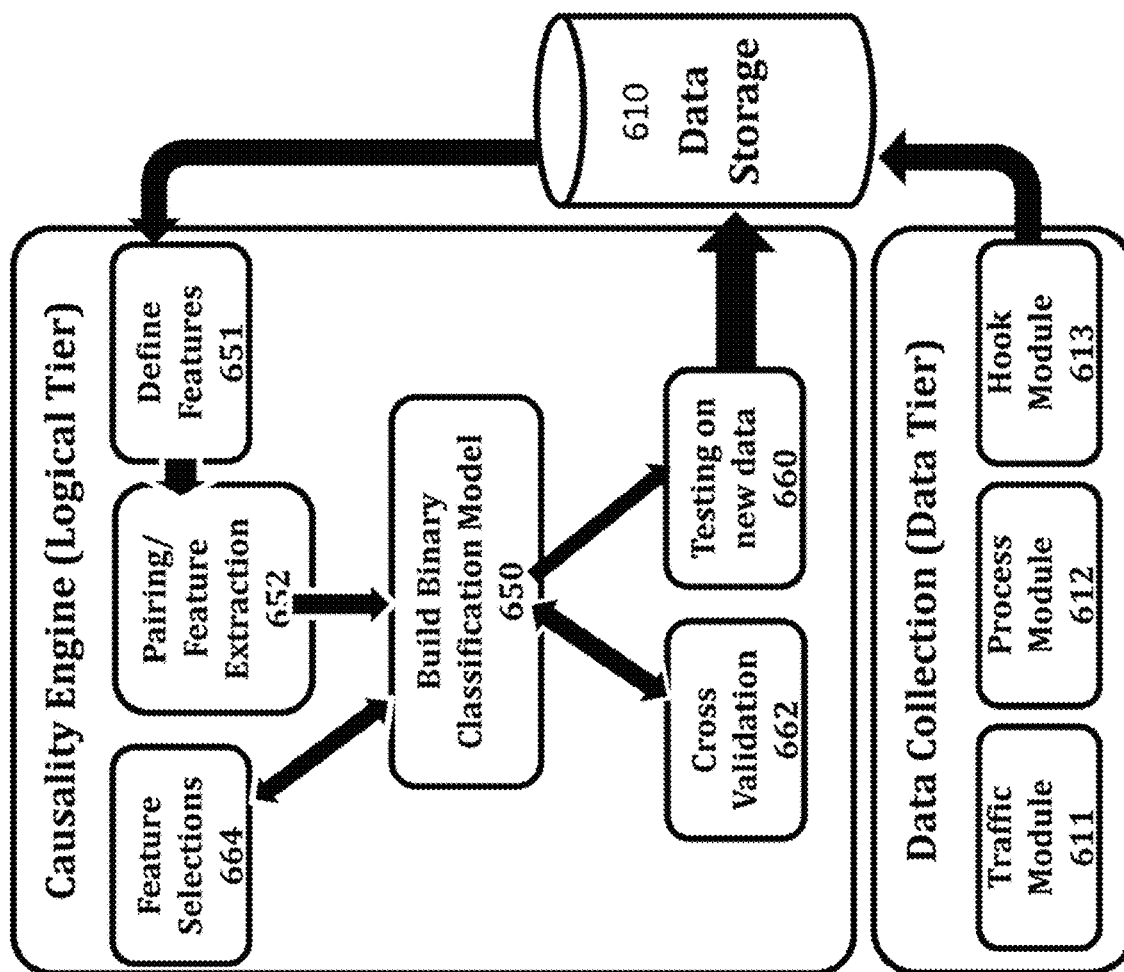 Causality Engine (Logical Tier)
Feature
Selections
664
Pairing/
Feature
Extraction
652
Define
Features
651
Build Binary
Classification Model
650
Cross
Validation
662
Testing on
new data
660
610
Data
Storage
Data Collection (Data Tier)
Traffic
Module
611
Process
Module
612
Hook
Module
613